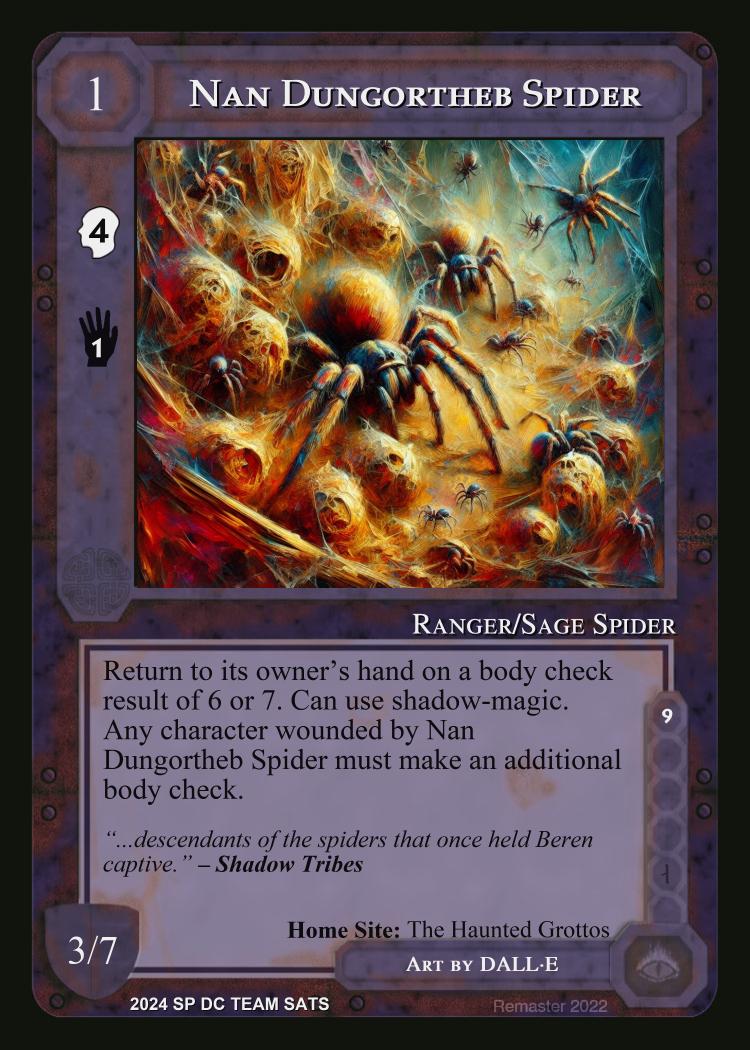 1
Nan Dungortheb Spider
4
1
Ranger/Sage Spider
Return to its owner’s hand on a body check
result of 6 or 7. Can use shadow-magic.
Any character wounded by Nan
Dungortheb Spider must make an additional
body check.
9
“...descendants of the spiders that once held Beren
captive.” – Shadow Tribes
Home Site: The Haunted Grottos
3/7
Art by DALL·E
2024 SP DC TEAM SATS
Remaster 2022